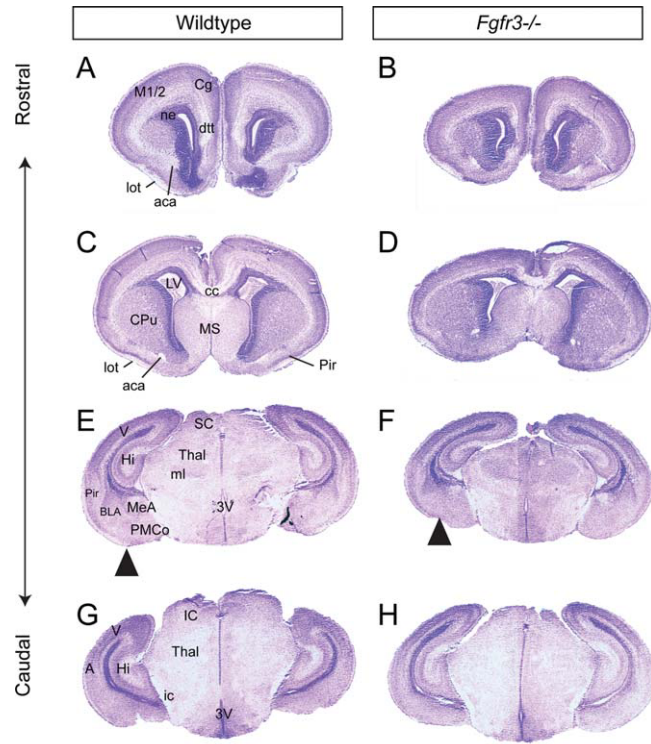 Wildtype
Fgfr3-/-
Rostral
Caudal
A
M1/2
Cg
ne
dtt
lot
aca
B
C
LV
cc
CPu
MS
lot
aca
Pir
D
E
V
SC
Hi
Thal
ml
Pir
BLA
MeA
3V
PMCo
F
G
IC
V
Thal
A
Hi
ic
3V
H